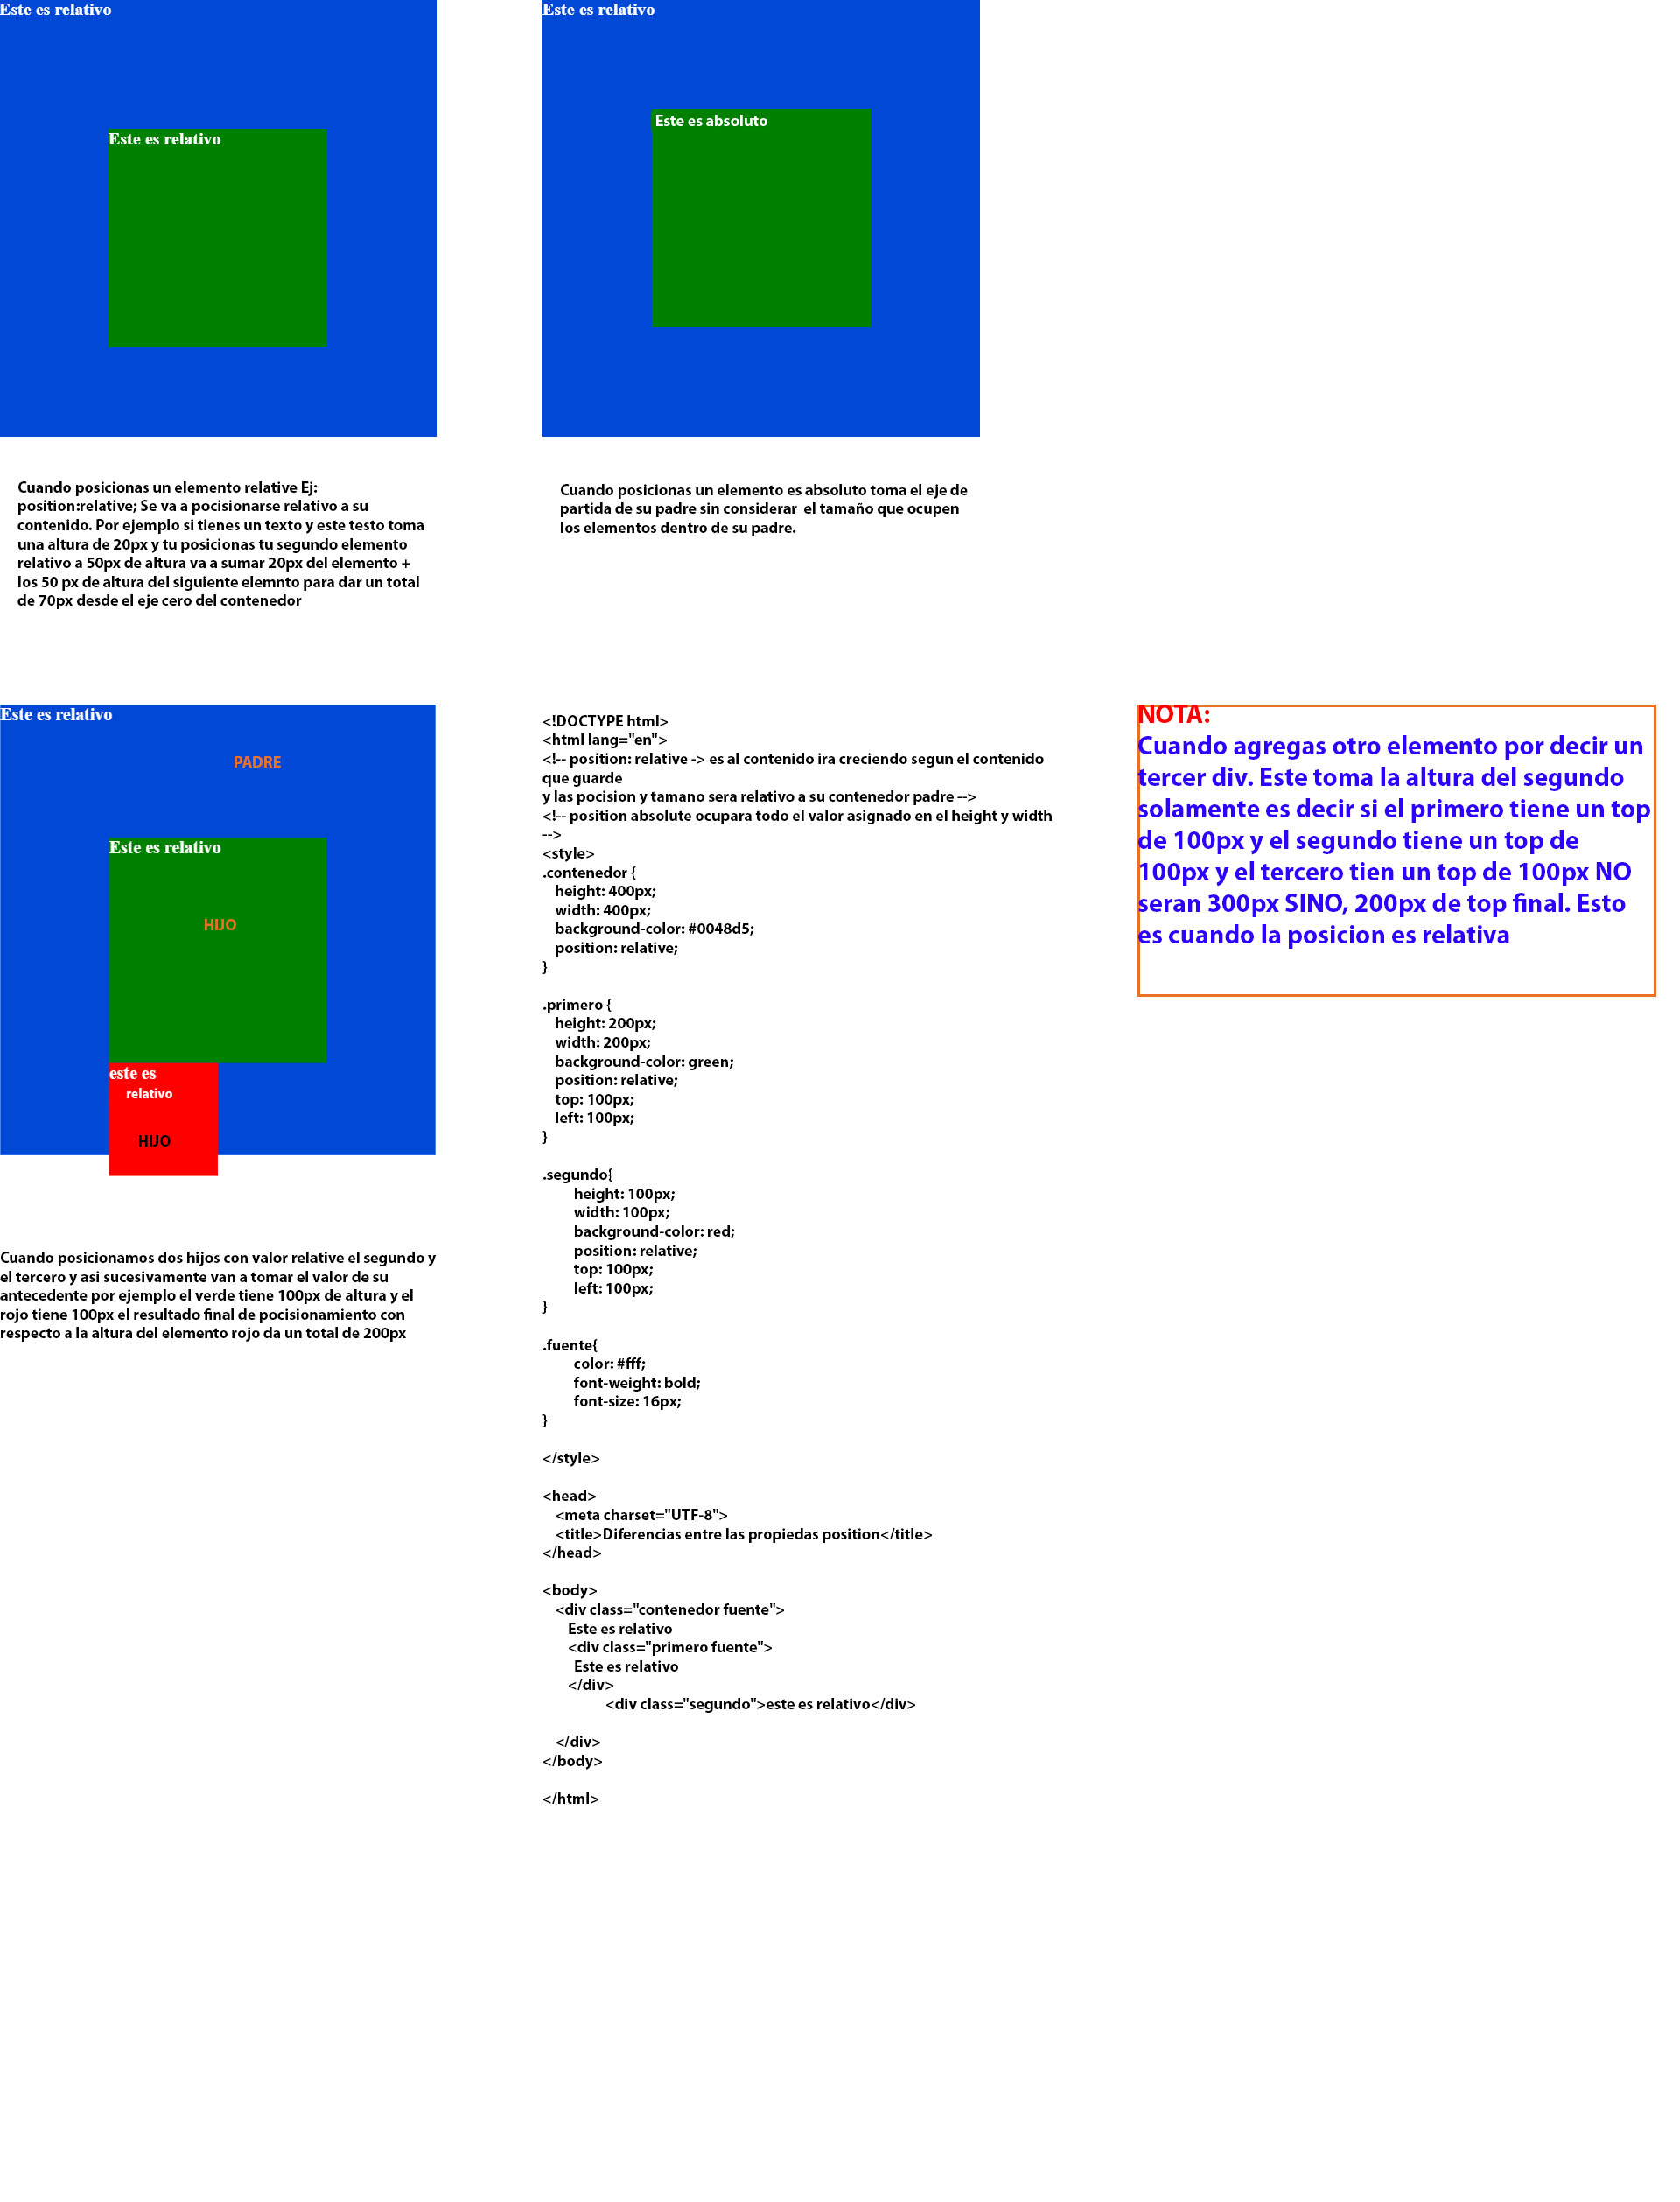 Este es relativo
Este es relativo
Cuando posicionas un elemento relative Ej:
position:relative; Se va a pocisionarse relativo a su
contenido. Por ejemplo si tienes un texto y este testo toma
una altura de 20px y tu posicionas tu segundo elemento
relativo a 50px de altura va a sumar 20px del elemento +
los 50 px de altura del siguiente elemnto para dar un total
de 70px desde el eje cero del contenedor
Este es relativo
Este es absoluto
Cuando posicionas un elemento es absoluto toma el eje de
partida de su padre sin considerar  el tamaño que ocupen
los elementos dentro de su padre.
Este es relativo
PADRE
Este es relativo
HIJO
este es
relativo
HIJO
Cuando posicionamos dos hijos con valor relative el segundo y
el tercero y asi sucesivamente van a tomar el valor de su
antecedente por ejemplo el verde tiene 100px de altura y el
rojo tiene 100px el resultado final de pocisionamiento con
respecto a la altura del elemento rojo da un total de 200px
<!DOCTYPE html>
<html lang="en">
<!-- position: relative -> es al contenido ira creciendo segun el contenido
que guarde
y las pocision y tamano sera relativo a su contenedor padre -->
<!-- position absolute ocupara todo el valor asignado en el height y width
-->
<style>
.contenedor {
height: 400px;
width: 400px;
background-color: #0048d5;
position: relative;
}
.primero {
height: 200px;
width: 200px;
background-color: green;
position: relative;
top: 100px;
left: 100px;
}
.segundo{
height: 100px;
width: 100px;
background-color: red;
position: relative;
top: 100px;
left: 100px;
}
.fuente{
color: #fff;
font-weight: bold;
font-size: 16px;
}
</style>
<head>
<meta charset="UTF-8">
<title>Diferencias entre las propiedas position</title>
</head>
<body>
<div class="contenedor fuente">
Este es relativo
<div class="primero fuente">
Este es relativo
</div>
<div class="segundo">este es relativo</div>
</div>
</body>
</html>
NOTA:
Cuando agregas otro elemento por decir un
tercer div. Este toma la altura del segundo
solamente es decir si el primero tiene un top
de 100px y el segundo tiene un top de
100px y el tercero tien un top de 100px NO
seran 300px SINO, 200px de top final. Esto
es cuando la posicion es relativa